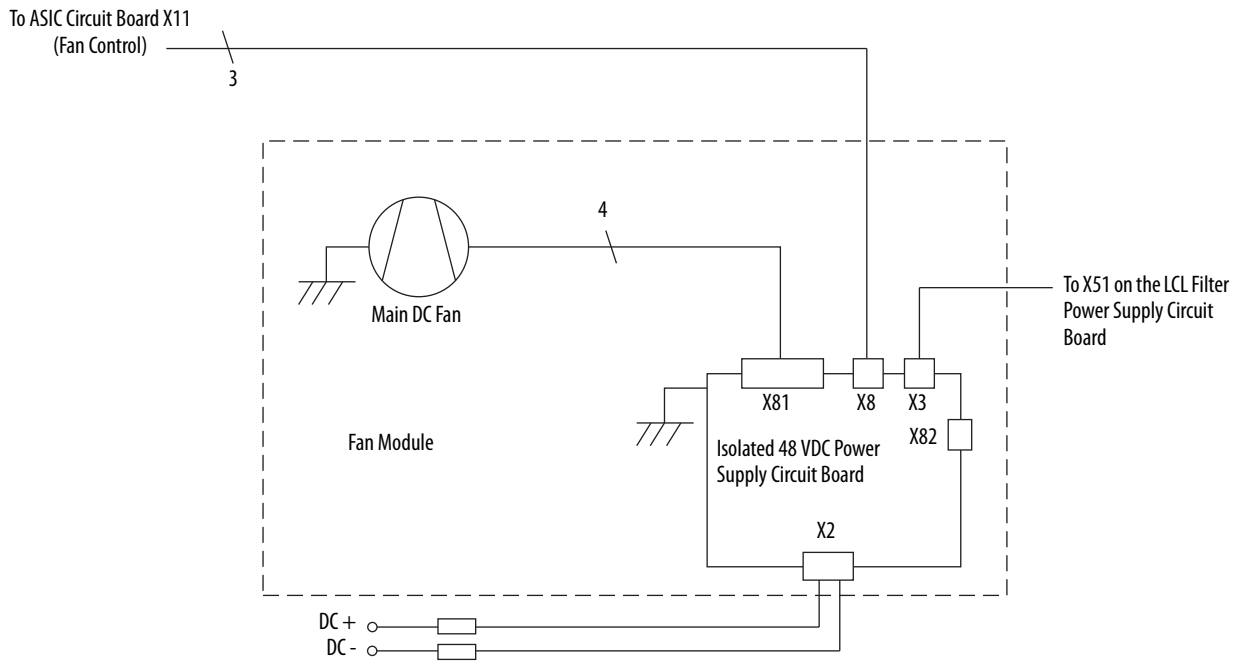 To ASIC Circuit Board X11
(Fan Control)
3
4
Main DC Fan
To X51 on the LCL Filter
Power Supply Circuit
Board
X81
X8
X3
X82
Fan Module
Isolated 48 VDC Power
Supply Circuit Board
X2
DC +
DC -